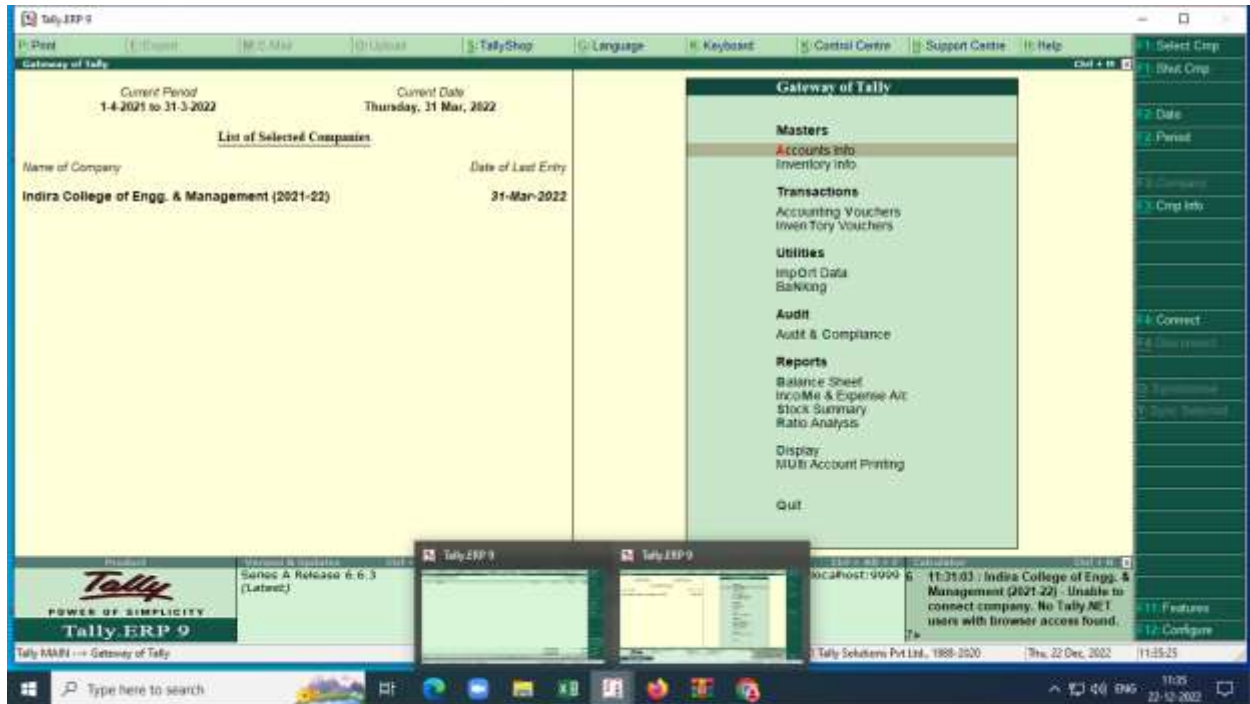 Tally.ERP 9
P: Print
S: TallyShop
G: Language
K: Keyboard
K: Control Centre
H: Support Centre
H: Help
F1: Select Cmp
Gateway of Tally
Ctrl + M
F1: Shut Cmp
Current Period
1-4-2021 to 31-3-2022
Current Date
Thursday, 31 Mar, 2022
List of Selected Companies
Name of Company
Date of Last Entry
Indira College of Engg. & Management (2021-22)
31-Mar-2022
Gateway of Tally
Masters
Accounts Info
Inventory Info
Transactions
Accounting Vouchers
InvenTory Vouchers
Utilities
ImpOrt Data
BaNking
Audit
Audit & Compliance
Reports
Balance Sheet
IncoMe & Expense A/c
Stock Summary
Ratio Analysis
Display
MUlti Account Printing
Quit
F2: Date
F2: Period
F3: Cmp Info
F4: Connect
F11: Features
F12: Configure
Product
Tally
POWER OF SIMPLICITY
Tally.ERP 9
Series A Release 6.6.3
(Latest)
Tally.ERP 9
Tally.ERP 9
localhost:9999
Calculator
6 11:31:03 : Indira College of Engg. &
Management (2021-22) - Unable to
connect company. No Tally.NET
users with browser access found.
Tally MAIN --> Gateway of Tally
Tally Solutions Pvt Ltd., 1988-2020
Thu, 22 Dec, 2022
11:35:25
Type here to search
ENG
11:35
22-12-2022